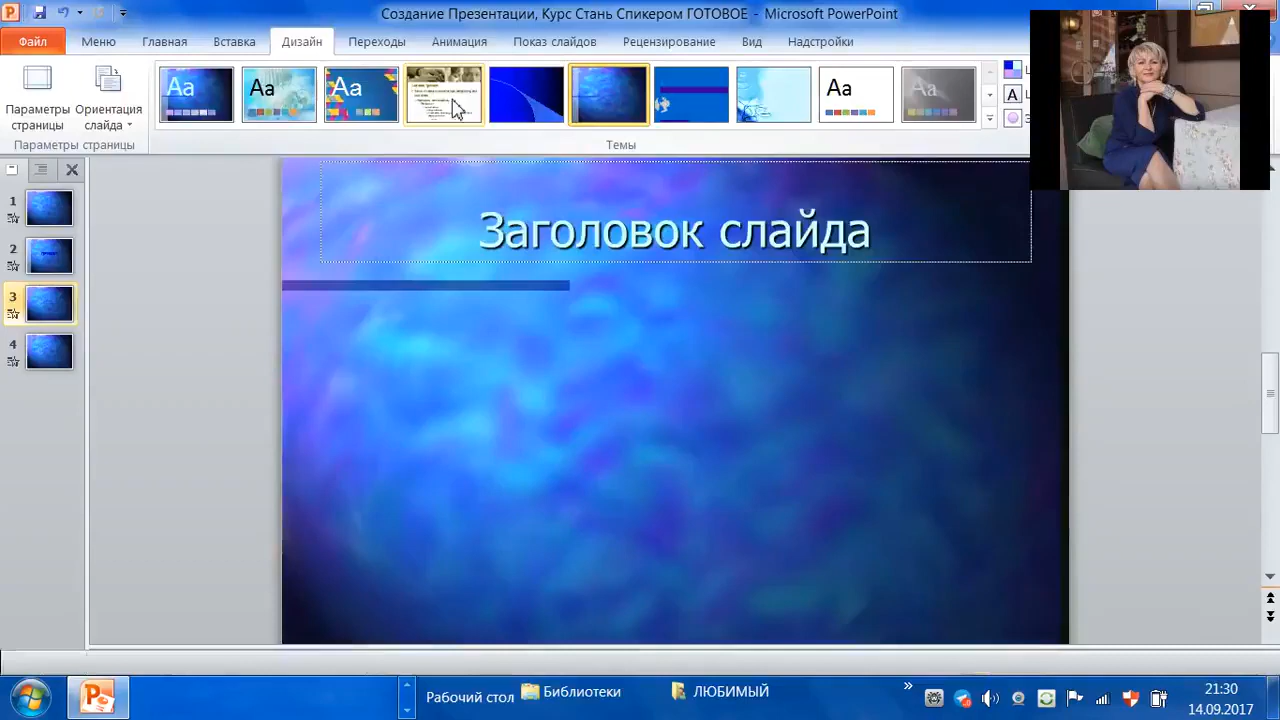 Создание Презентации, Курс Стань Спикером ГОТОВОЕ - Microsoft PowerPoint
Файл Меню Главная Вставка Дизайн Переходы Анимация Показ слайдов Рецензирование Вид Надстройки
Aa Aa Aa Aa Aa
Параметры страницы
Ориентация слайда
Параметры страницы
Темы
Заголовок слайда
1
2
3
4
Рабочий стол
Библиотеки
ЛЮБИМЫЙ
»
21:30
14.09.2017